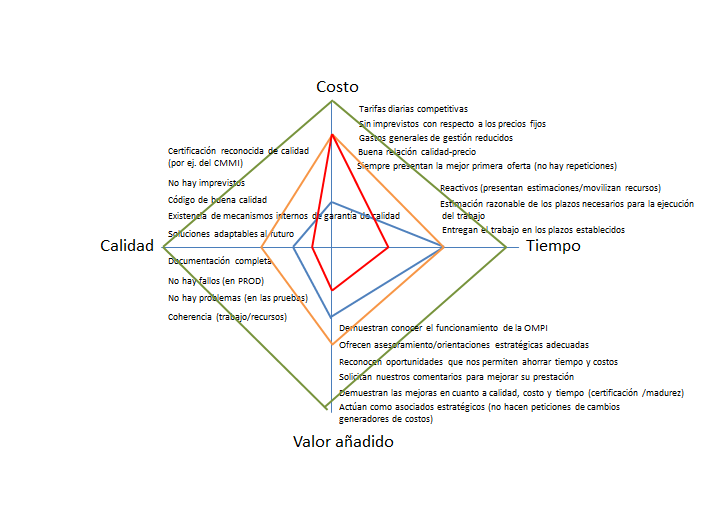 Costo
Tarifas diarias competitivas
Sin imprevistos con respecto a los precios fijos
Gastos generales de gestión reducidos
Buena relación calidad-precio
Siempre presentan la mejor primera oferta (no hay repeticiones)
Certificación reconocida de calidad
(por ej. del CMMI)
No hay imprevistos
Código de buena calidad
Existencia de mecanismos internos de garantía de calidad
Soluciones adaptables al futuro
Reactivos (presentan estimaciones/movilizan recursos)
Estimación razonable de los plazos necesarios para la ejecución
del trabajo
Entregan el trabajo en los plazos establecidos
Calidad
Tiempo
Documentación completa
No hay fallos (en PROD)
No hay problemas (en las pruebas)
Coherencia (trabajo/recursos)
Demuestran conocer el funcionamiento de la OMPI
Ofrecen asesoramiento/orientaciones estratégicas adecuadas
Reconocen oportunidades que nos permiten ahorrar tiempo y costos
Solicitan nuestros comentarios para mejorar su prestación
Demuestran las mejoras en cuanto a calidad, costo y tiempo (certificación /madurez)
Actúan como asociados estratégicos (no hacen peticiones de cambios
generadores de costos)
Valor añadido